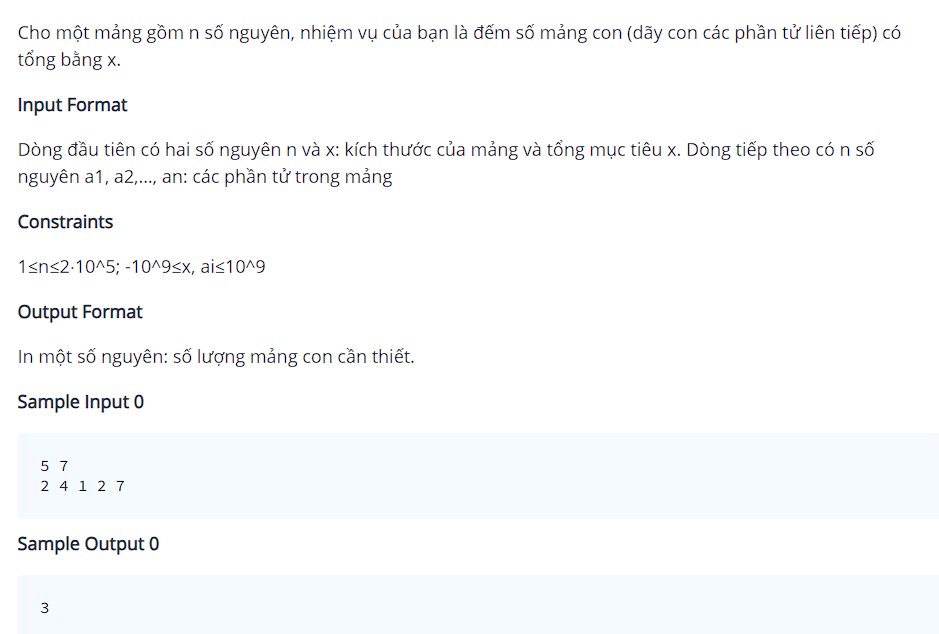 Cho một mảng gồm n số nguyên, nhiệm vụ của bạn là đếm số mảng con (dãy con các phần tử liên tiếp) có
tổng bằng x.
Input Format
Dòng đầu tiên có hai số nguyên n và x: kích thước của mảng và tổng mục tiêu x. Dòng tiếp theo có n số
nguyên a1, a2,..., an: các phần tử trong mảng
Constraints
1≤n≤2⋅10^5; -10^9≤x, ai≤10^9
Output Format
In một số nguyên: số lượng mảng con cần thiết.
Sample Input 0
5 7
2 4 1 2 7
Sample Output 0
3